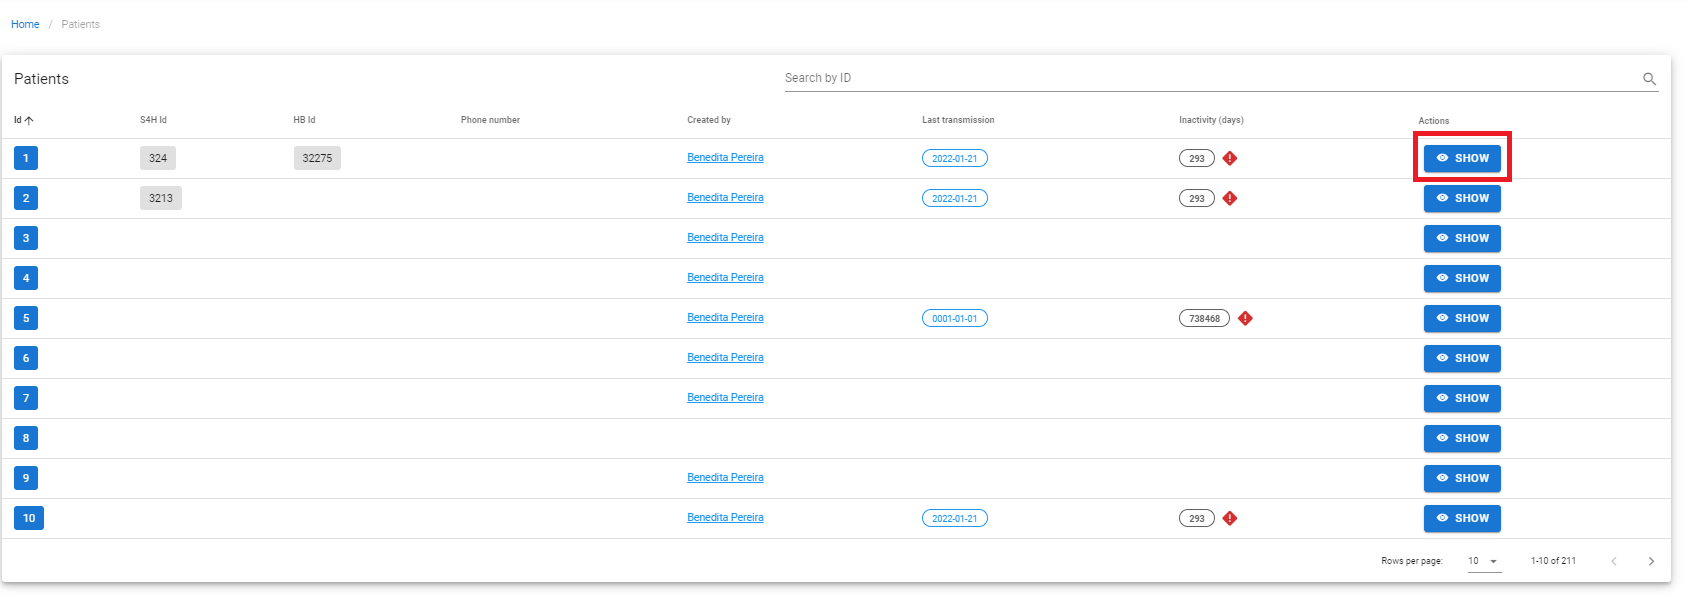 Home / Patients
Patients
Search by ID
Id S4H Id HB Id Phone number Created by Last transmission Inactivity (days) Actions
1 324 32275 Benedita Pereira 2022-01-21 293 SHOW
2 3213 Benedita Pereira 2022-01-21 293 SHOW
3 Benedita Pereira SHOW
4 Benedita Pereira SHOW
5 Benedita Pereira 0001-01-01 738468 SHOW
6 Benedita Pereira SHOW
7 Benedita Pereira SHOW
8 SHOW
9 Benedita Pereira SHOW
10 Benedita Pereira 2022-01-21 293 SHOW
Rows per page: 10 1-10 of 211